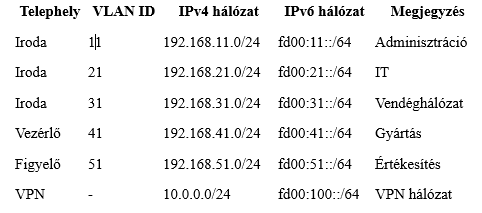 Telephely VLAN ID IPv4 hálózat IPv6 hálózat Megjegyzés
Iroda 11 192.168.11.0/24 fd00:11::/64 Adminisztráció
Iroda 21 192.168.21.0/24 fd00:21::/64 IT
Iroda 31 192.168.31.0/24 fd00:31::/64 Vendéghálózat
Vezérlő 41 192.168.41.0/24 fd00:41::/64 Gyártás
Figyelő 51 192.168.51.0/24 fd00:51::/64 Értékesítés
VPN - 10.0.0.0/24 fd00:100::/64 VPN hálózat